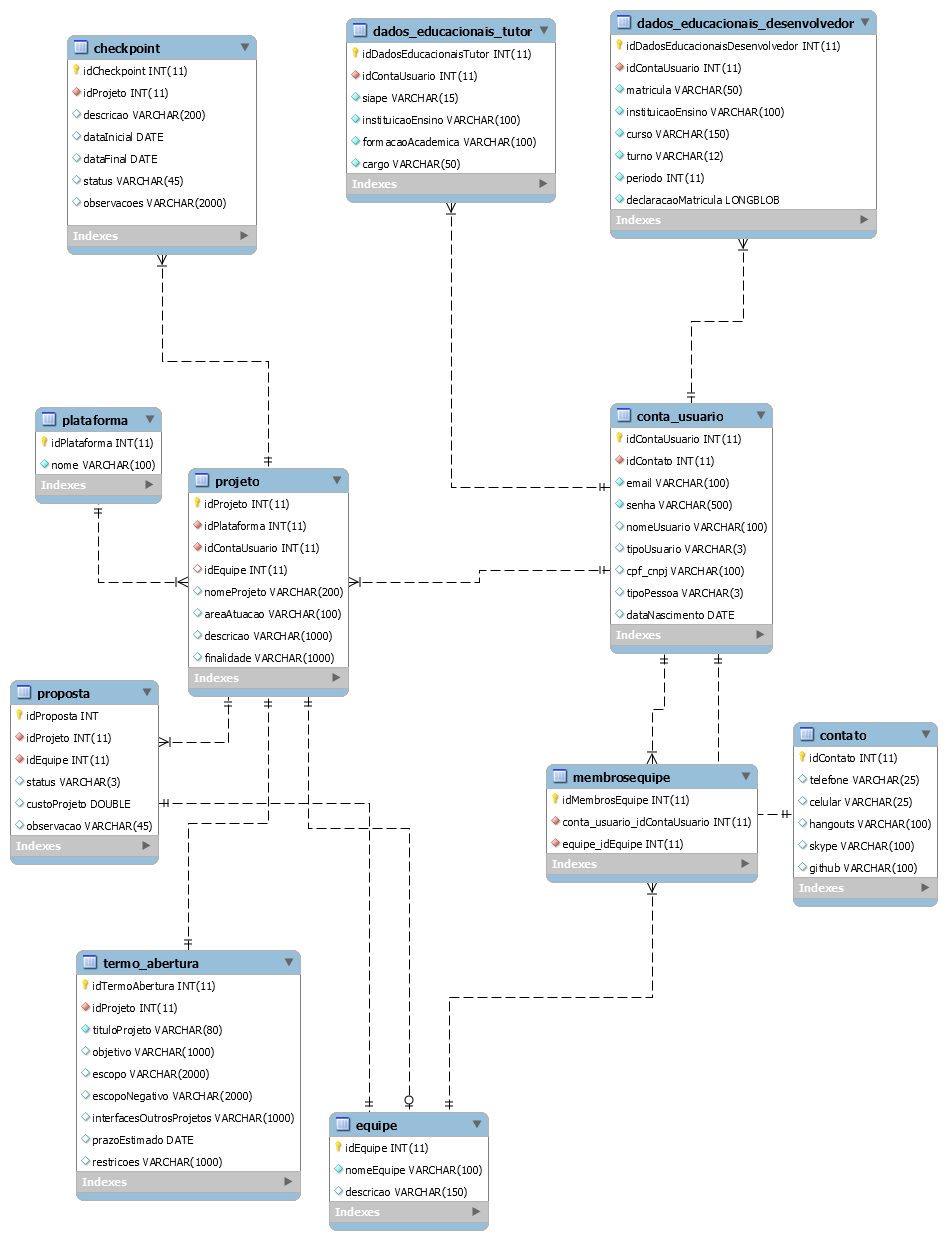 checkpoint
idCheckpoint INT(11)
idProjeto INT(11)
descricao VARCHAR(200)
dataInicial DATE
dataFinal DATE
status VARCHAR(45)
observacoes VARCHAR(2000)
Indexes
dados_educacionais_tutor
idDadosEducacionaisTutor INT(11)
idContaUsuario INT(11)
siape VARCHAR(15)
instituicaoEnsino VARCHAR(100)
formacaoAcademica VARCHAR(100)
cargo VARCHAR(50)
Indexes
dados_educacionais_desenvolvedor
idDadosEducacionaisDesenvolvedor INT(11)
idContaUsuario INT(11)
matricula VARCHAR(50)
instituicaoEnsino VARCHAR(100)
curso VARCHAR(150)
turno VARCHAR(12)
periodo INT(11)
declaracaoMatricula LONGBLOB
Indexes
plataforma
idPlataforma INT(11)
nome VARCHAR(100)
Indexes
projeto
idProjeto INT(11)
idPlataforma INT(11)
idContaUsuario INT(11)
idEquipe INT(11)
nomeProjeto VARCHAR(200)
areaAtuacao VARCHAR(100)
descricao VARCHAR(1000)
finalidade VARCHAR(1000)
Indexes
conta_usuario
idContaUsuario INT(11)
idContato INT(11)
email VARCHAR(100)
senha VARCHAR(500)
nomeUsuario VARCHAR(100)
tipoUsuario VARCHAR(3)
cpf_cnpj VARCHAR(100)
tipoPessoa VARCHAR(3)
dataNascimento DATE
Indexes
proposta
idProposta INT
idProjeto INT(11)
idEquipe INT(11)
status VARCHAR(3)
custoProjeto DOUBLE
observacao VARCHAR(45)
Indexes
membrosequipe
idMembrosEquipe INT(11)
conta_usuario_idContaUsuario INT(11)
equipe_idEquipe INT(11)
Indexes
contato
idContato INT(11)
telefone VARCHAR(25)
celular VARCHAR(25)
hangouts VARCHAR(100)
skype VARCHAR(100)
github VARCHAR(100)
Indexes
termo_abertura
idTermoAbertura INT(11)
idProjeto INT(11)
tituloProjeto VARCHAR(80)
objetivo VARCHAR(1000)
escopo VARCHAR(2000)
escopoNegativo VARCHAR(2000)
interfacesOutrosProjetos VARCHAR(1000)
prazoEstimado DATE
restricoes VARCHAR(1000)
Indexes
equipe
idEquipe INT(11)
nomeEquipe VARCHAR(100)
descricao VARCHAR(150)
Indexes